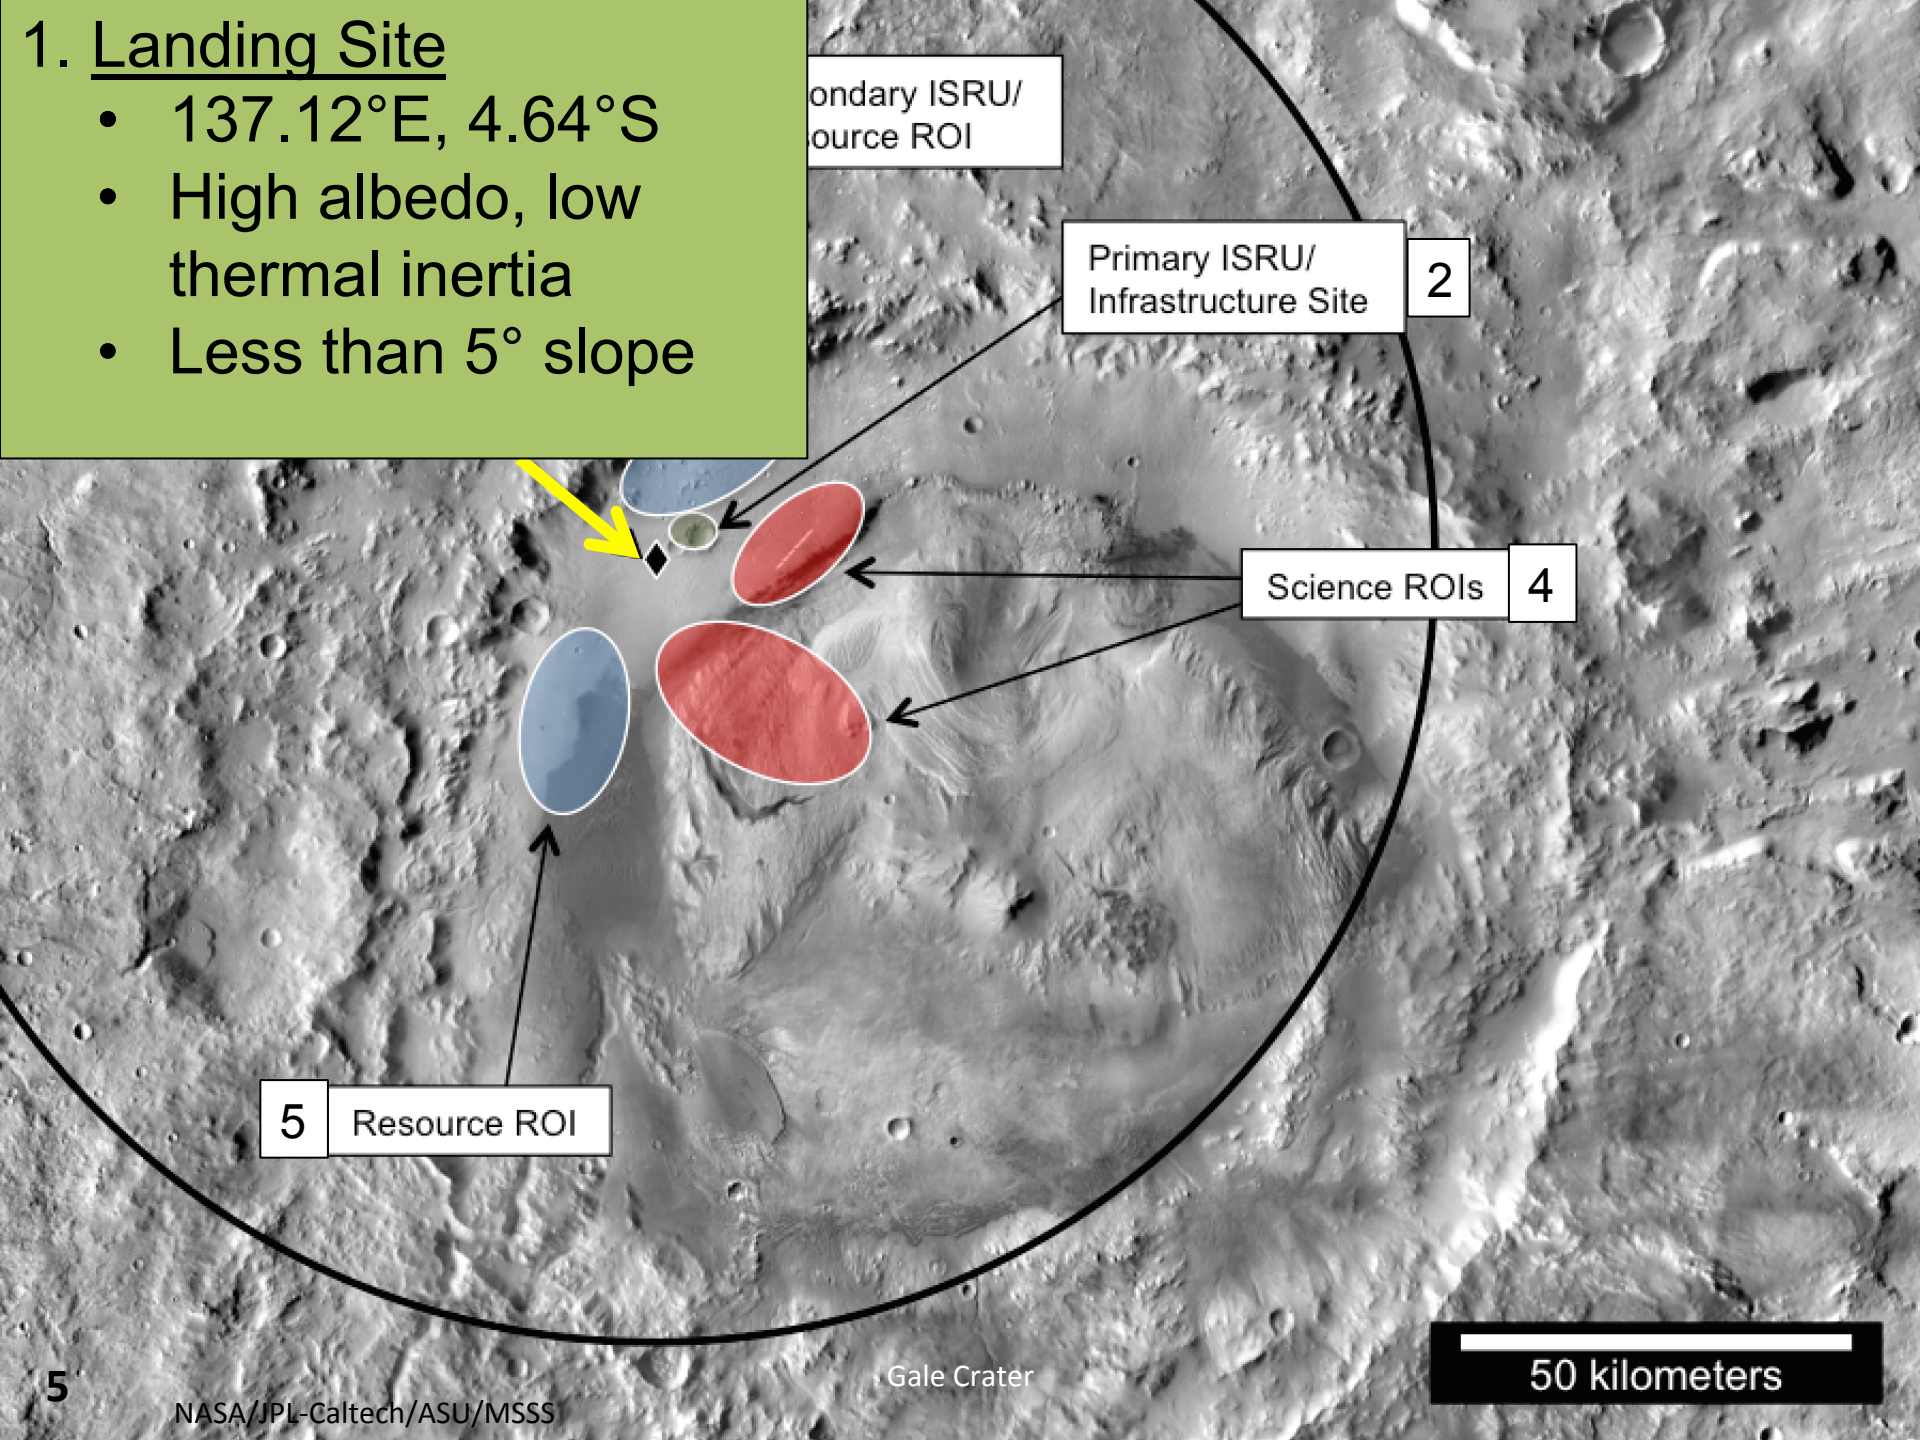 1. Landing Site
• 137.12°E, 4.64°S
• High albedo, low
thermal inertia
• Less than 5° slope
ondary ISRU/
ource ROI
Primary ISRU/
Infrastructure Site
2
Science ROIs
4
5
Resource ROI
50 kilometers
Gale Crater
5
NASA/JPL-Caltech/ASU/MSSS